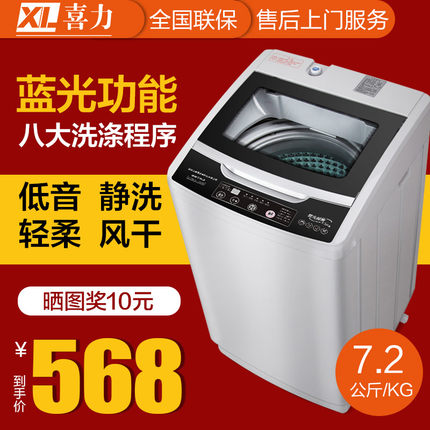 XL 喜力 全国联保 售后上门服务
蓝光功能
八大洗涤程序
低音 静洗
轻柔 风干
晒图奖10元
¥
到手价
568
7.2
公斤/KG